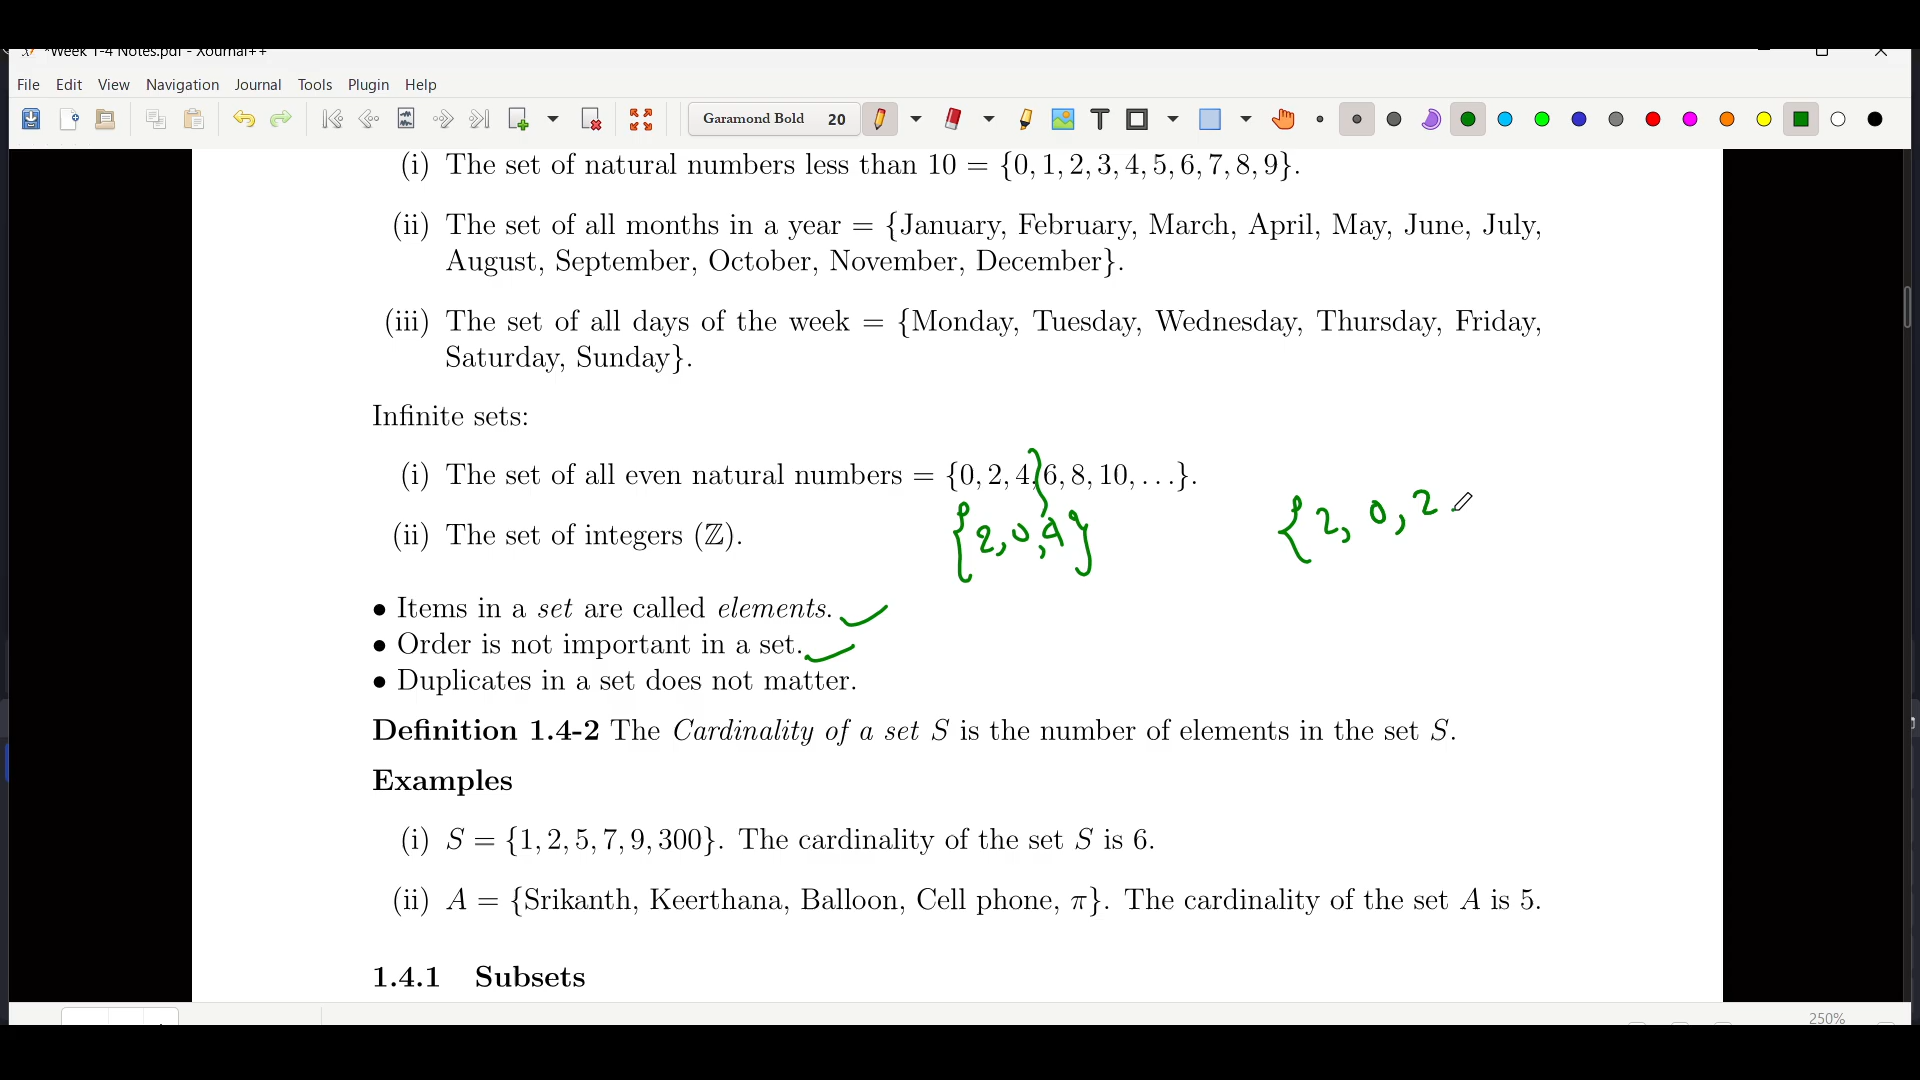 *Week 1-4 Notes.pdf - Xournal++
File Edit View Navigation Journal Tools Plugin Help
Garamond Bold 20
(i) The set of natural numbers less than 10 = {0, 1, 2, 3, 4, 5, 6, 7, 8, 9}.
(ii) The set of all months in a year = {January, February, March, April, May, June, July,
August, September, October, November, December}.
(iii) The set of all days of the week = {Monday, Tuesday, Wednesday, Thursday, Friday,
Saturday, Sunday}.
Infinite sets:
(i) The set of all even natural numbers = {0, 2, 4, 6, 8, 10, . . .}.
}
(ii) The set of integers (ℤ).
{2, 0, 4}
{2, 0, 2
• Items in a set are called elements.
• Order is not important in a set.
• Duplicates in a set does not matter.
Definition 1.4-2 The Cardinality of a set S is the number of elements in the set S.
Examples
(i) S = {1, 2, 5, 7, 9, 300}. The cardinality of the set S is 6.
(ii) A = {Srikanth, Keerthana, Balloon, Cell phone, π}. The cardinality of the set A is 5.
1.4.1 Subsets
250%